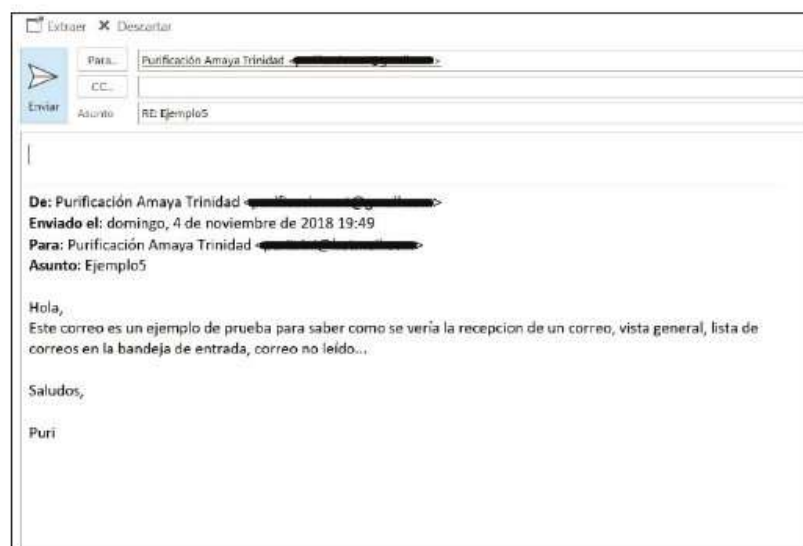 Extraer Descartar
Para... Purificación Amaya Trinidad
CC...
Enviar
Asunto RE: Ejemplo5
De: Purificación Amaya Trinidad
Enviado el: domingo, 4 de noviembre de 2018 19:49
Para: Purificación Amaya Trinidad
Asunto: Ejemplo5
Hola,
Este correo es un ejemplo de prueba para saber como se vería la recepcion de un correo, vista general, lista de
correos en la bandeja de entrada, correo no leído...
Saludos,
Puri